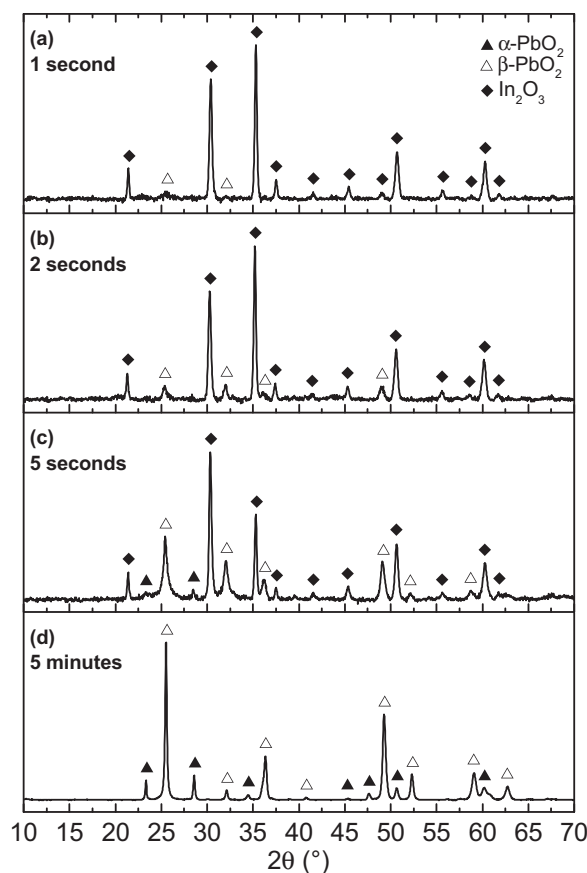 (a)
1 second
▲ α-PbO₂
△ β-PbO₂
◆ In₂O₃
(b)
2 seconds
(c)
5 seconds
(d)
5 minutes
10 15 20 25 30 35 40 45 50 55 60 65 70
2θ (°)